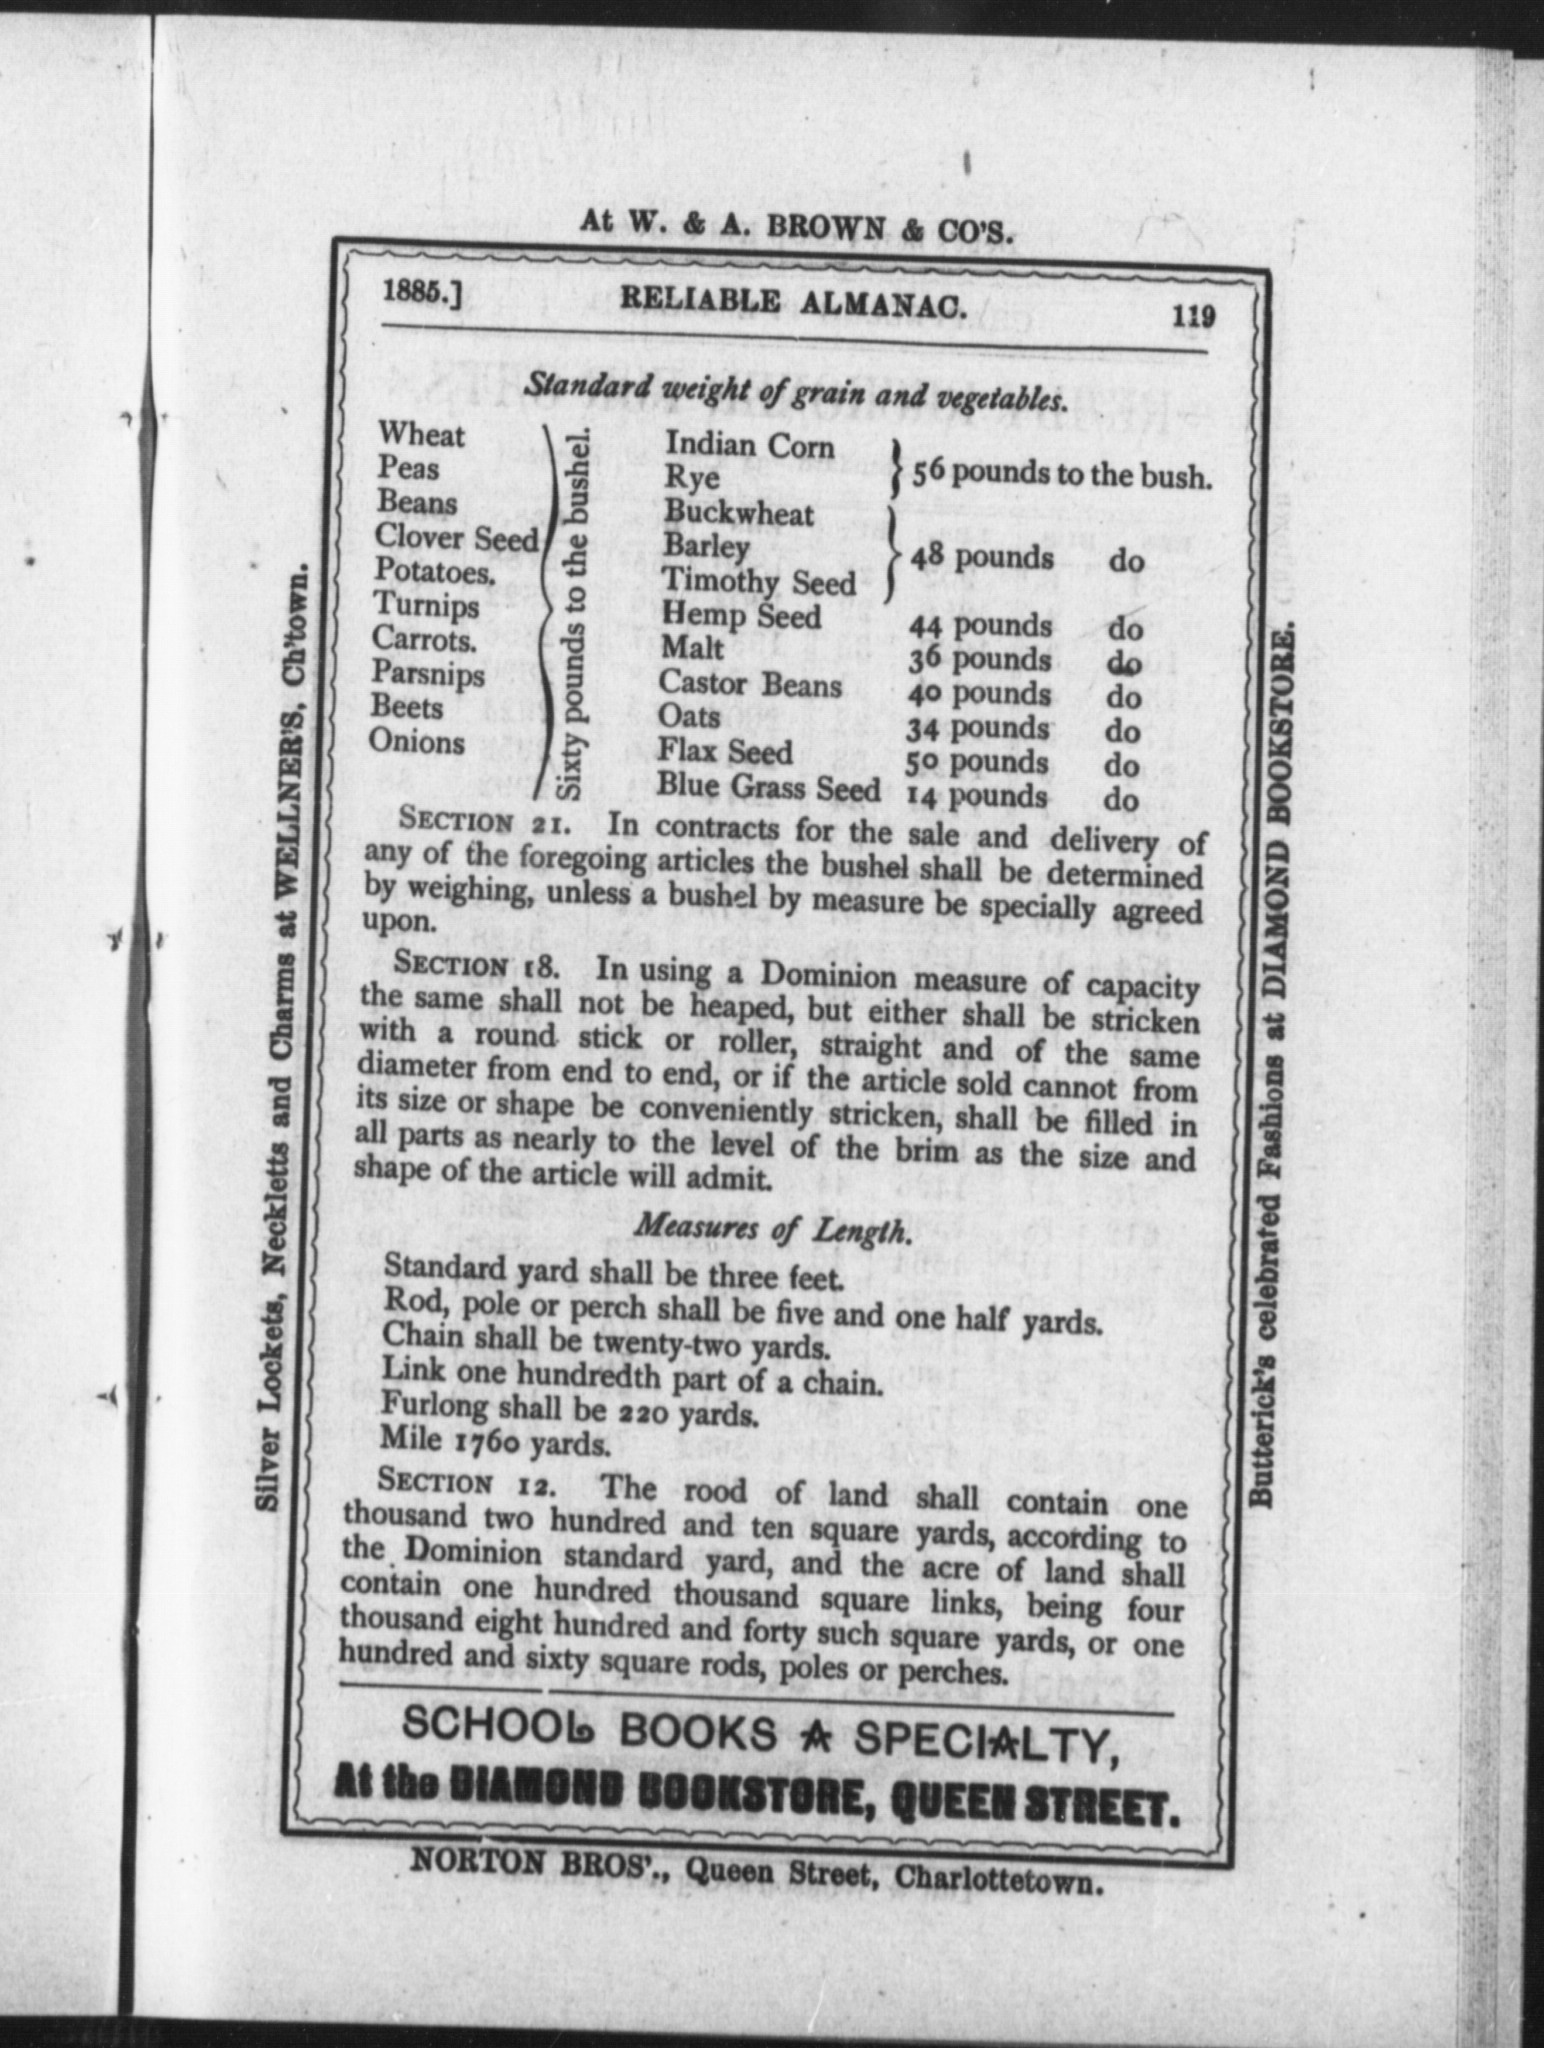 At W. & A. BROWN & CO'S.
1885.] RELIABLE ALMANAC. 119
Standard weight of grain and vegetables.
Wheat
Peas
Beans
Clover Seed
Potatoes.
Turnips
Carrots.
Parsnips
Beets
Onions
Sixty pounds to the bushel.
Indian Corn
Rye
56 pounds to the bush.
Buckwheat
Barley
Timothy Seed
48 pounds do
Hemp Seed 44 pounds do
Malt 36 pounds do
Castor Beans 40 pounds do
Oats 34 pounds do
Flax Seed 50 pounds do
Blue Grass Seed 14 pounds do
SECTION 21. In contracts for the sale and delivery of
any of the foregoing articles the bushel shall be determined
by weighing, unless a bushel by measure be specially agreed
upon.
SECTION 18. In using a Dominion measure of capacity
the same shall not be heaped, but either shall be stricken
with a round stick or roller, straight and of the same
diameter from end to end, or if the article sold cannot from
its size or shape be conveniently stricken, shall be filled in
all parts as nearly to the level of the brim as the size and
shape of the article will admit.
Measures of Length.
Standard yard shall be three feet.
Rod, pole or perch shall be five and one half yards.
Chain shall be twenty-two yards.
Link one hundredth part of a chain.
Furlong shall be 220 yards.
Mile 1760 yards.
SECTION 12. The rood of land shall contain one
thousand two hundred and ten square yards, according to
the Dominion standard yard, and the acre of land shall
contain one hundred thousand square links, being four
thousand eight hundred and forty such square yards, or one
hundred and sixty square rods, poles or perches.
SCHOOL BOOKS A SPECIALTY,
At the DIAMOND BOOKSTORE, QUEEN STREET.
NORTON BROS'., Queen Street, Charlottetown.
Silver Lockets, Neckletts and Charms at WELLNER'S, Ch'town.
Butterick's celebrated Fashions at DIAMOND BOOKSTORE.